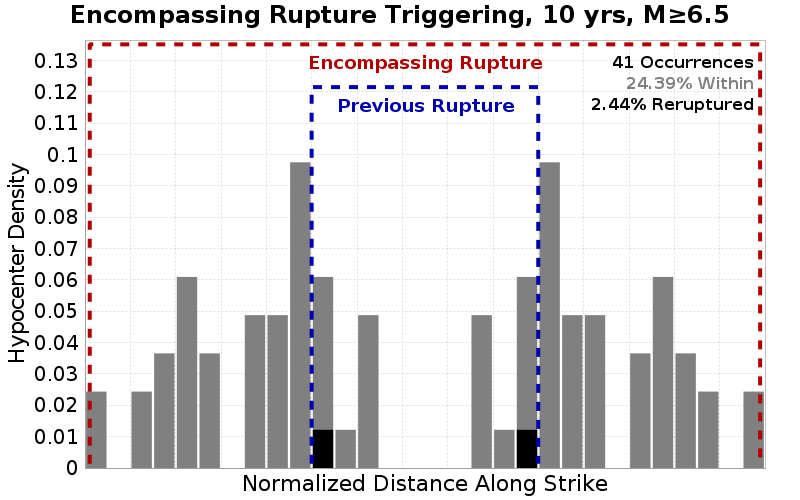 Encompassing Rupture Triggering, 10 yrs, M≥6.5
Encompassing Rupture
Previous Rupture
41 Occurrences
24.39% Within
2.44% Reruptured
Hypocenter Density
0.13
0.12
0.11
0.1
0.09
0.08
0.07
0.06
0.05
0.04
0.03
0.02
0.01
0
Normalized Distance Along Strike